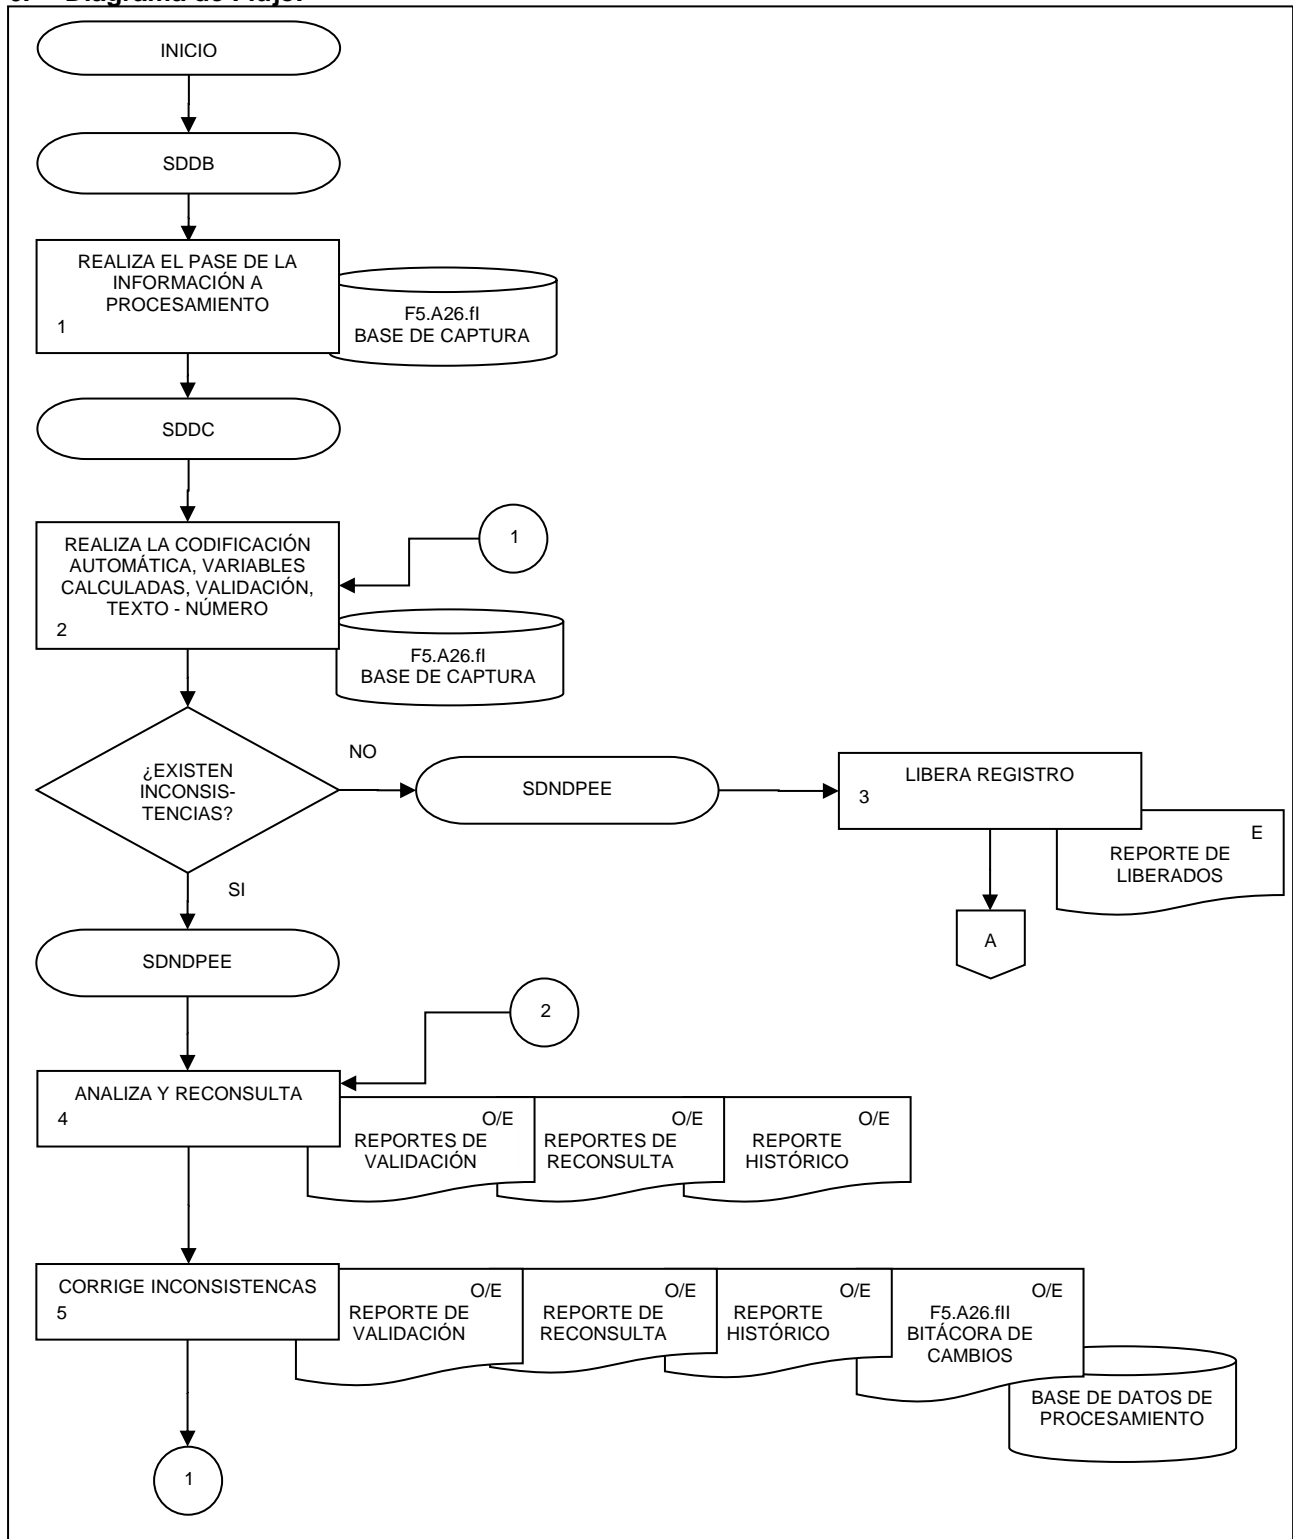 6. Diagrama de Flujo.
INICIO
SDDB
REALIZA EL PASE DE LA
INFORMACIÓN A
PROCESAMIENTO
1
F5.A26.fI
BASE DE CAPTURA
SDDC
1
REALIZA LA CODIFICACIÓN
AUTOMÁTICA, VARIABLES
CALCULADAS, VALIDACIÓN,
TEXTO - NÚMERO
2
F5.A26.fI
BASE DE CAPTURA
¿EXISTEN
INCONSIS-
TENCIAS?
NO
SDNDPEE
LIBERA REGISTRO
3
E
REPORTE DE
LIBERADOS
A
SI
SDNDPEE
2
ANALIZA Y RECONSULTA
4
O/E
REPORTES DE
VALIDACIÓN
O/E
REPORTES DE
RECONSULTA
O/E
REPORTE
HISTÓRICO
CORRIGE INCONSISTENCAS
5
O/E
REPORTE DE
VALIDACIÓN
O/E
REPORTE DE
RECONSULTA
O/E
REPORTE
HISTÓRICO
O/E
F5.A26.fII
BITÁCORA DE
CAMBIOS
BASE DE DATOS DE
PROCESAMIENTO
1